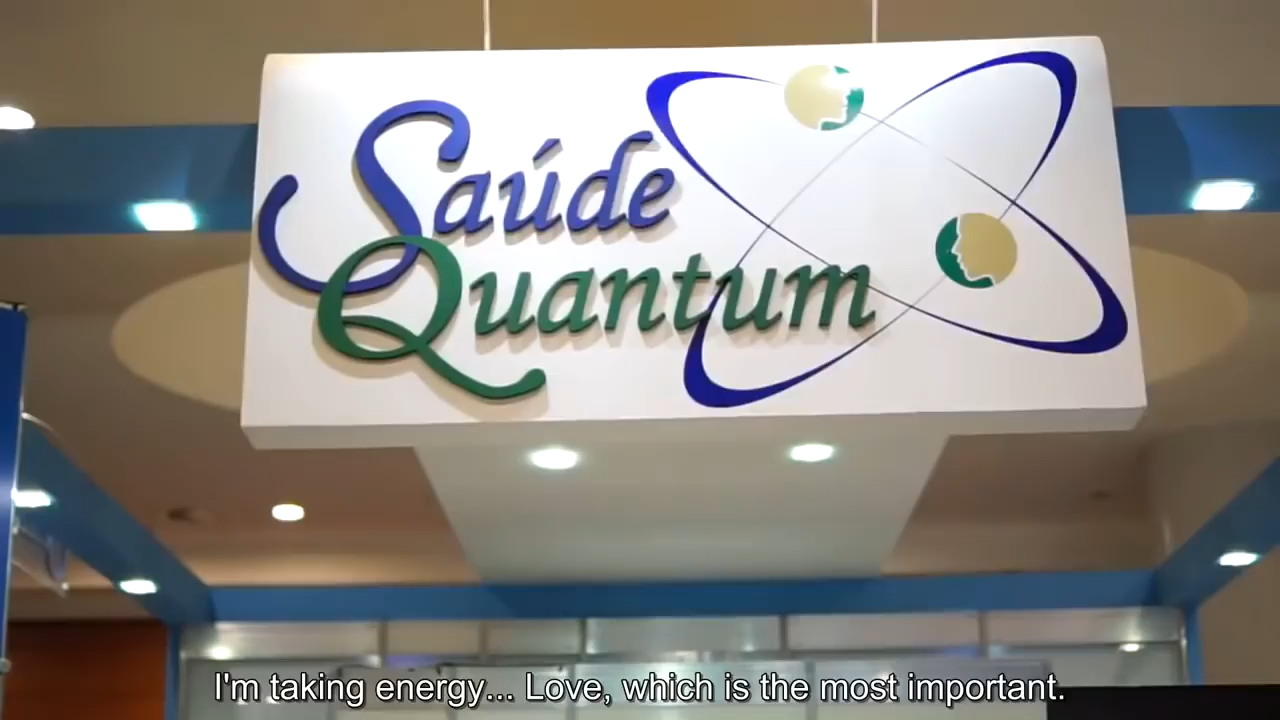 Saúde
Quantum
I'm taking energy... Love, which is the most important.